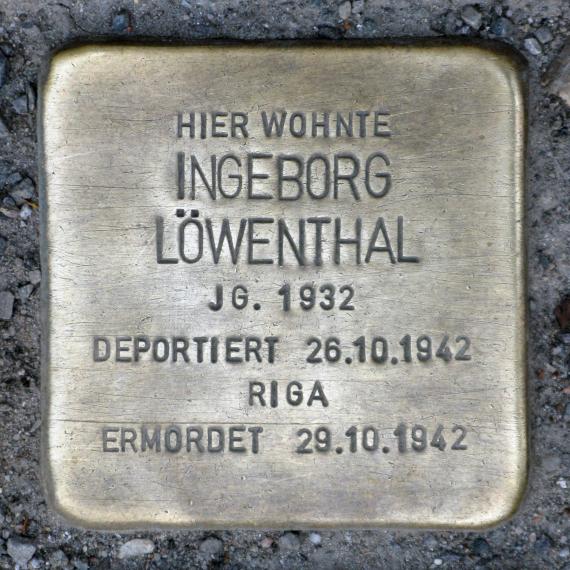 HIER WOHNTE
INGEBORG
LÖWENTHAL
JG. 1932
DEPORTIERT 26.10.1942
RIGA
ERMORDET 29.10.1942